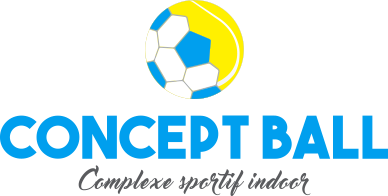 CONCEPT BALL
Complexe sportif indoor